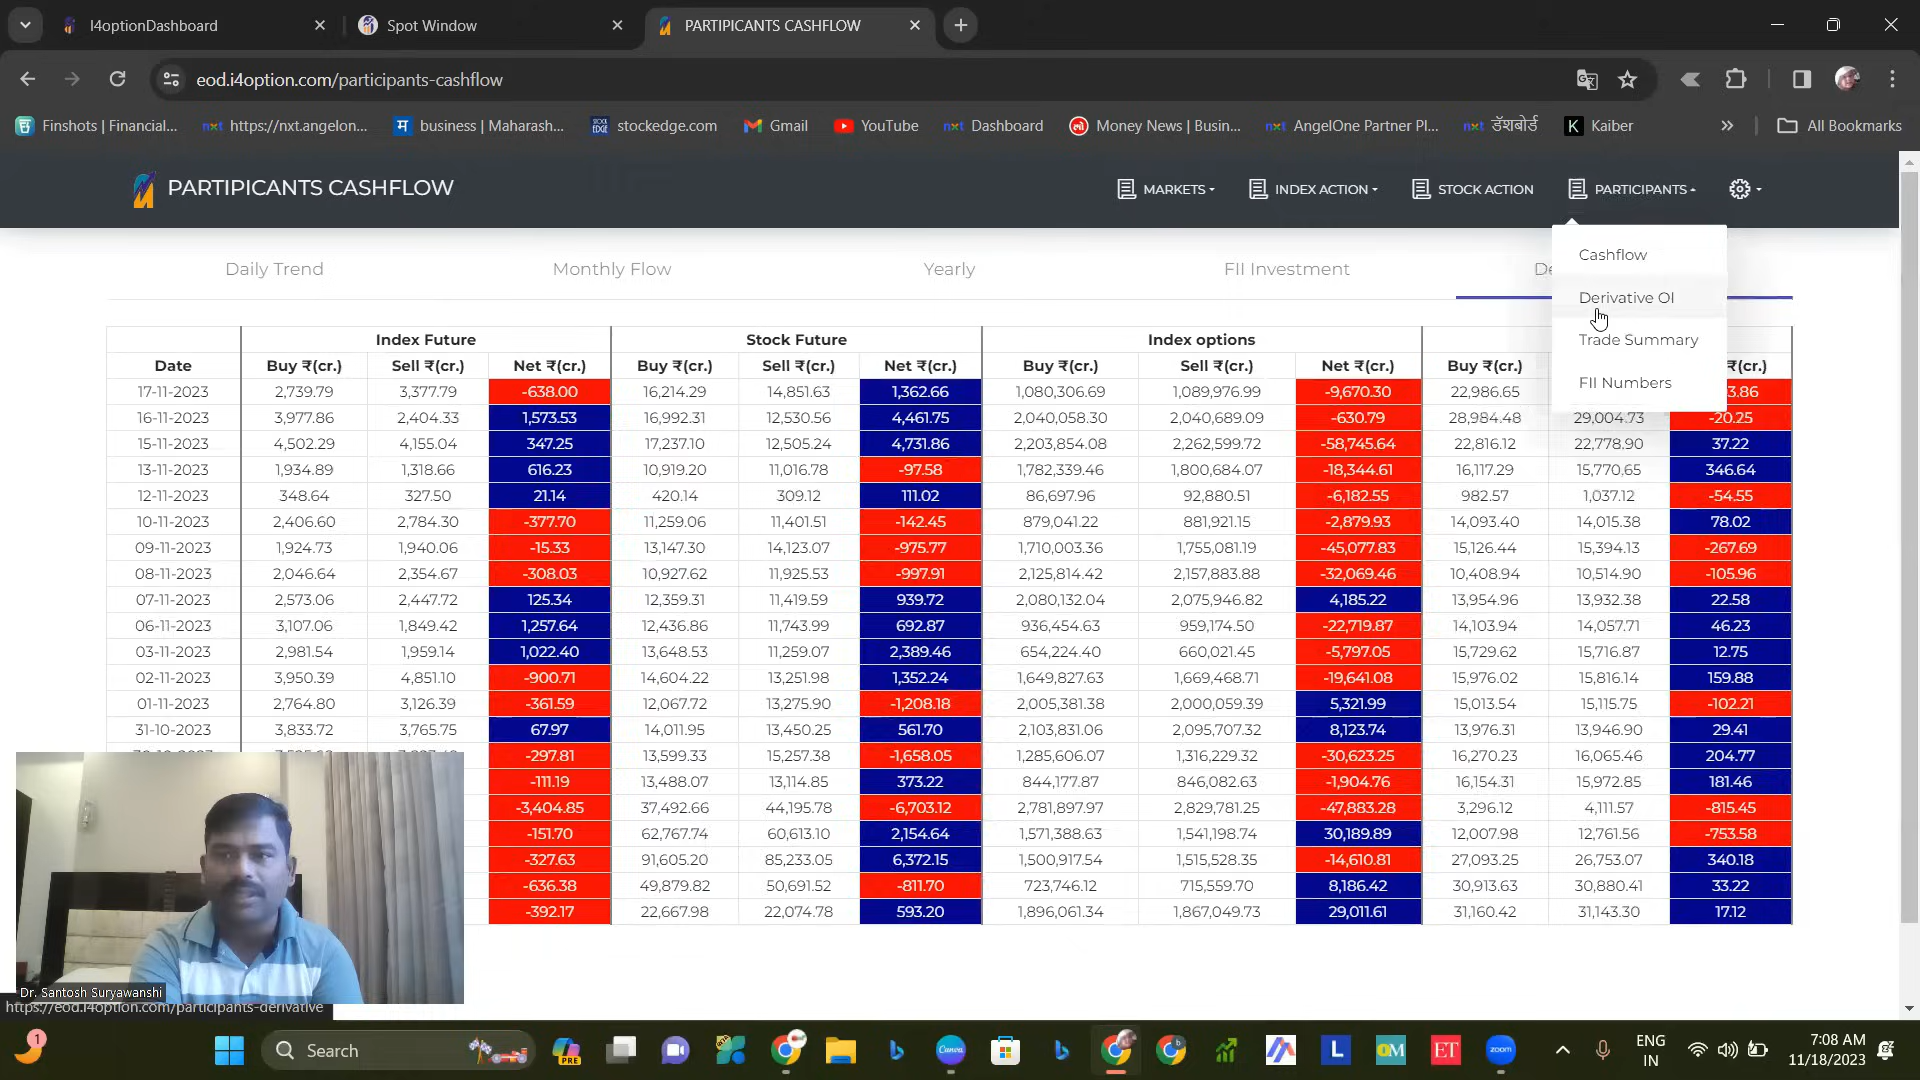 I4optionDashboard
Spot Window
PARTIPICANTS CASHFLOW
eod.i4option.com/participants-cashflow
Finshots | Financial...
https://nxt.angelon...
business | Maharash...
stockedge.com
Gmail
YouTube
Dashboard
Money News | Busin...
AngelOne Partner Pl...
डॅशबोर्ड
Kaiber
All Bookmarks
PARTIPICANTS CASHFLOW
MARKETS
INDEX ACTION
STOCK ACTION
PARTICIPANTS
Cashflow
Derivative OI
Trade Summary
FII Numbers
Daily Trend
Monthly Flow
Yearly
FII Investment
Index Future Stock Future Index options
Date Buy ₹(cr.) Sell ₹(cr.) Net ₹(cr.) Buy ₹(cr.) Sell ₹(cr.) Net ₹(cr.) Buy ₹(cr.) Sell ₹(cr.) Net ₹(cr.) Buy ₹(cr.) ₹(cr.)
17-11-2023 2,739.79 3,377.79 -638.00 16,214.29 14,851.63 1,362.66 1,080,306.69 1,089,976.99 -9,670.30 22,986.65 3.86
16-11-2023 3,977.86 2,404.33 1,573.53 16,992.31 12,530.56 4,461.75 2,040,058.30 2,040,689.09 -630.79 28,984.48 29,004.73 -20.25
15-11-2023 4,502.29 4,155.04 347.25 17,237.10 12,505.24 4,731.86 2,203,854.08 2,262,599.72 -58,745.64 22,816.12 22,778.90 37.22
13-11-2023 1,934.89 1,318.66 616.23 10,919.20 11,016.78 -97.58 1,782,339.46 1,800,684.07 -18,344.61 16,117.29 15,770.65 346.64
12-11-2023 348.64 327.50 21.14 420.14 309.12 111.02 86,697.96 92,880.51 -6,182.55 982.57 1,037.12 -54.55
10-11-2023 2,406.60 2,784.30 -377.70 11,259.06 11,401.51 -142.45 879,041.22 881,921.15 -2,879.93 14,093.40 14,015.38 78.02
09-11-2023 1,924.73 1,940.06 -15.33 13,147.30 14,123.07 -975.77 1,710,003.36 1,755,081.19 -45,077.83 15,126.44 15,394.13 -267.69
08-11-2023 2,046.64 2,354.67 -308.03 10,927.62 11,925.53 -997.91 2,125,814.42 2,157,883.88 -32,069.46 10,408.94 10,514.90 -105.96
07-11-2023 2,573.06 2,447.72 125.34 12,359.31 11,419.59 939.72 2,080,132.04 2,075,946.82 4,185.22 13,954.96 13,932.38 22.58
06-11-2023 3,107.06 1,849.42 1,257.64 12,436.86 11,743.99 692.87 936,454.63 959,174.50 -22,719.87 14,103.94 14,057.71 46.23
03-11-2023 2,981.54 1,959.14 1,022.40 13,648.53 11,259.07 2,389.46 654,224.40 660,021.45 -5,797.05 15,729.62 15,716.87 12.75
02-11-2023 3,950.39 4,851.10 -900.71 14,604.22 13,251.98 1,352.24 1,649,827.63 1,669,468.71 -19,641.08 15,976.02 15,816.14 159.88
01-11-2023 2,764.80 3,126.39 -361.59 12,067.72 13,275.90 -1,208.18 2,005,381.38 2,000,059.39 5,321.99 15,013.54 15,115.75 -102.21
31-10-2023 3,833.72 3,765.75 67.97 14,011.95 13,450.25 561.70 2,103,831.06 2,095,707.32 8,123.74 13,976.31 13,946.90 29.41
-297.81 13,599.33 15,257.38 -1,658.05 1,285,606.07 1,316,229.32 -30,623.25 16,270.23 16,065.46 204.77
-111.19 13,488.07 13,114.85 373.22 844,177.87 846,082.63 -1,904.76 16,154.31 15,972.85 181.46
-3,404.85 37,492.66 44,195.78 -6,703.12 2,781,897.97 2,829,781.25 -47,883.28 3,296.12 4,111.57 -815.45
-151.70 62,767.74 60,613.10 2,154.64 1,571,388.63 1,541,198.74 30,189.89 12,007.98 12,761.56 -753.58
-327.63 91,605.20 85,233.05 6,372.15 1,500,917.54 1,515,528.35 -14,610.81 27,093.25 26,753.07 340.18
-636.38 49,879.82 50,691.52 -811.70 723,746.12 715,559.70 8,186.42 30,913.63 30,880.41 33.22
-392.17 22,667.98 22,074.78 593.20 1,896,061.34 1,867,049.73 29,011.61 31,160.42 31,143.30 17.12
Dr. Santosh Suryawanshi
https://eod.i4option.com/participants-derivative
1
Search
PRE
Canva
L
OM
ET
zoom
ENG
IN
7:08 AM
11/18/2023